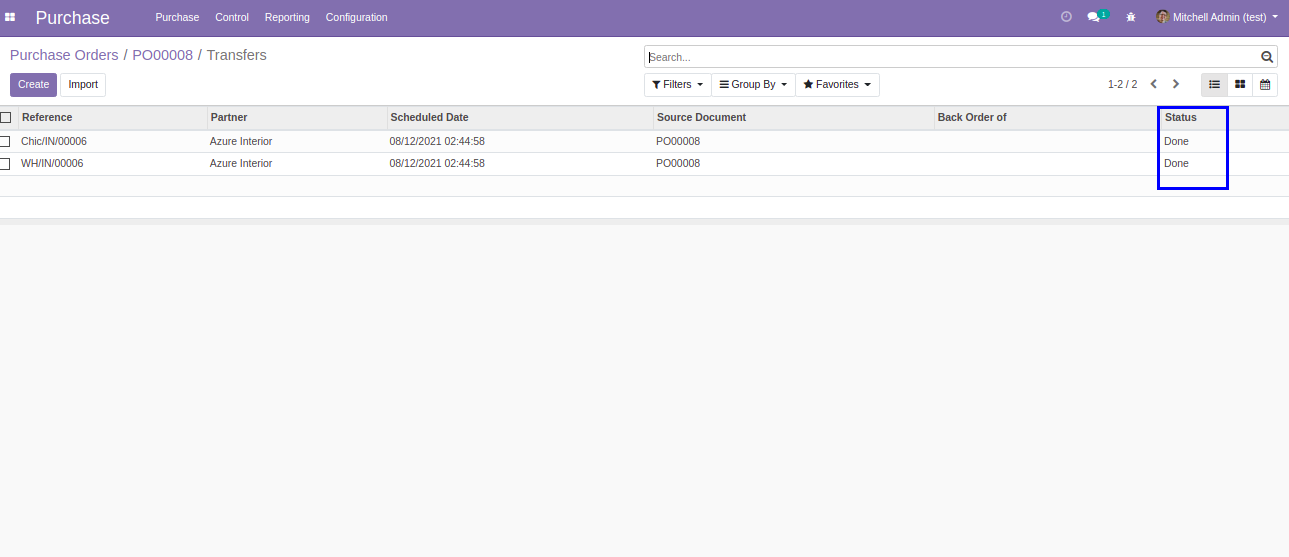 Purchase Purchase Control Reporting Configuration 1 Mitchell Admin (test)
Purchase Orders / PO00008 / Transfers
Search...
Create Import Filters Group By Favorites 1-2 / 2
Reference Partner Scheduled Date Source Document Back Order of Status
Chic/IN/00006 Azure Interior 08/12/2021 02:44:58 PO00008 Done
WH/IN/00006 Azure Interior 08/12/2021 02:44:58 PO00008 Done